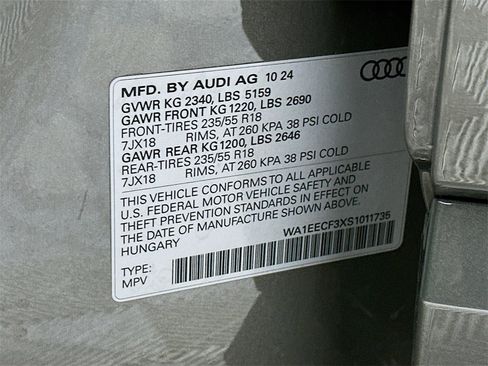 MFD. BY AUDI AG 10 24
GVWR KG 2340, LBS 5159
GAWR FRONT KG 1220, LBS 2690
FRONT-TIRES 235/55 R18
7JX18 RIMS, AT 260 KPA 38 PSI COLD
GAWR REAR KG 1200, LBS 2646
REAR-TIRES 235/55 R18
7JX18 RIMS, AT 260 KPA 38 PSI COLD
THIS VEHICLE CONFORMS TO ALL APPLICABLE
U.S. FEDERAL MOTOR VEHICLE SAFETY AND
THEFT PREVENTION STANDARDS IN EFFECT ON
THE DATE OF MANUFACTURE SHOWN ABOVE.
HUNGARY
WA1EECF3XS1011735
TYPE:
MPV